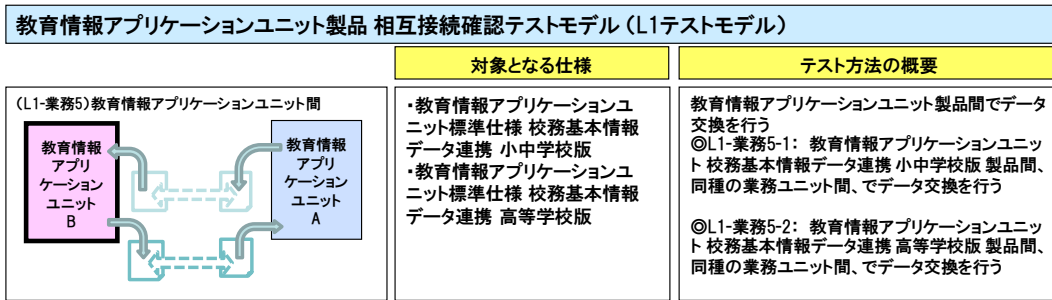 教育情報アプリケーションユニット製品 相互接続確認テストモデル （L1テストモデル）
対象となる仕様
テスト方法の概要
（L1-業務5）教育情報アプリケーションユニット間
教育情報
アプリ
ケーション
ユニット
B
教育情報
アプリ
ケーション
ユニット
A
・教育情報アプリケーションユ
ニット標準仕様 校務基本情報
データ連携 小中学校版
・教育情報アプリケーションユ
ニット標準仕様 校務基本情報
データ連携 高等学校版
教育情報アプリケーションユニット製品間でデータ
交換を行う
◎L1-業務5-1： 教育情報アプリケーションユニッ
ト 校務基本情報データ連携 小中学校版 製品間、
同種の業務ユニット間、でデータ交換を行う
◎L1-業務5-2： 教育情報アプリケーションユニッ
ト 校務基本情報データ連携 高等学校版 製品間、
同種の業務ユニット間、でデータ交換を行う